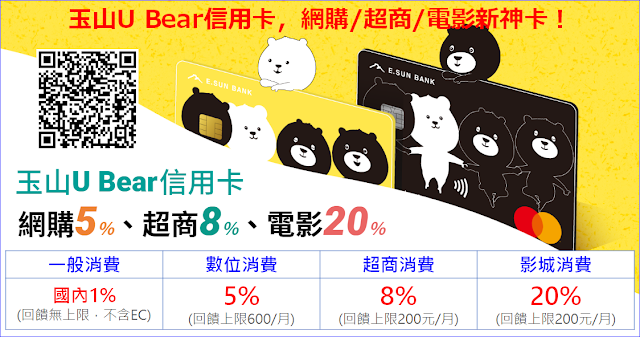 玉山U Bear信用卡，網購/超商/電影新神卡！
E.SUN BANK
E.SUN BANK
玉山U Bear信用卡
網購5%、超商8%、電影20%
一般消費 數位消費 超商消費 影城消費
國內1% 5% 8% 20%
(回饋無上限，不含EC) (回饋上限600/月) (回饋上限200元/月) (回饋上限200元/月)